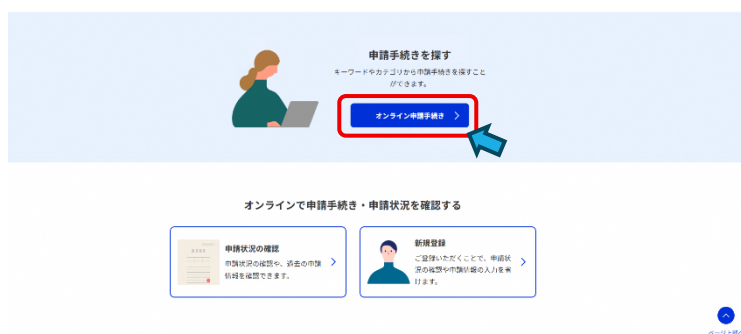 申請手続きを探す
キーワードやカテゴリから申請手続きを探すこと
ができます。
オンライン申請手続き
オンラインで申請手続き・申請状況を確認する
申請状況の確認
申請状況の確認や、過去の申請
情報を確認できます。
新規登録
ご登録いただくことで、申請状
況の確認や申請情報の入力を省
けます。